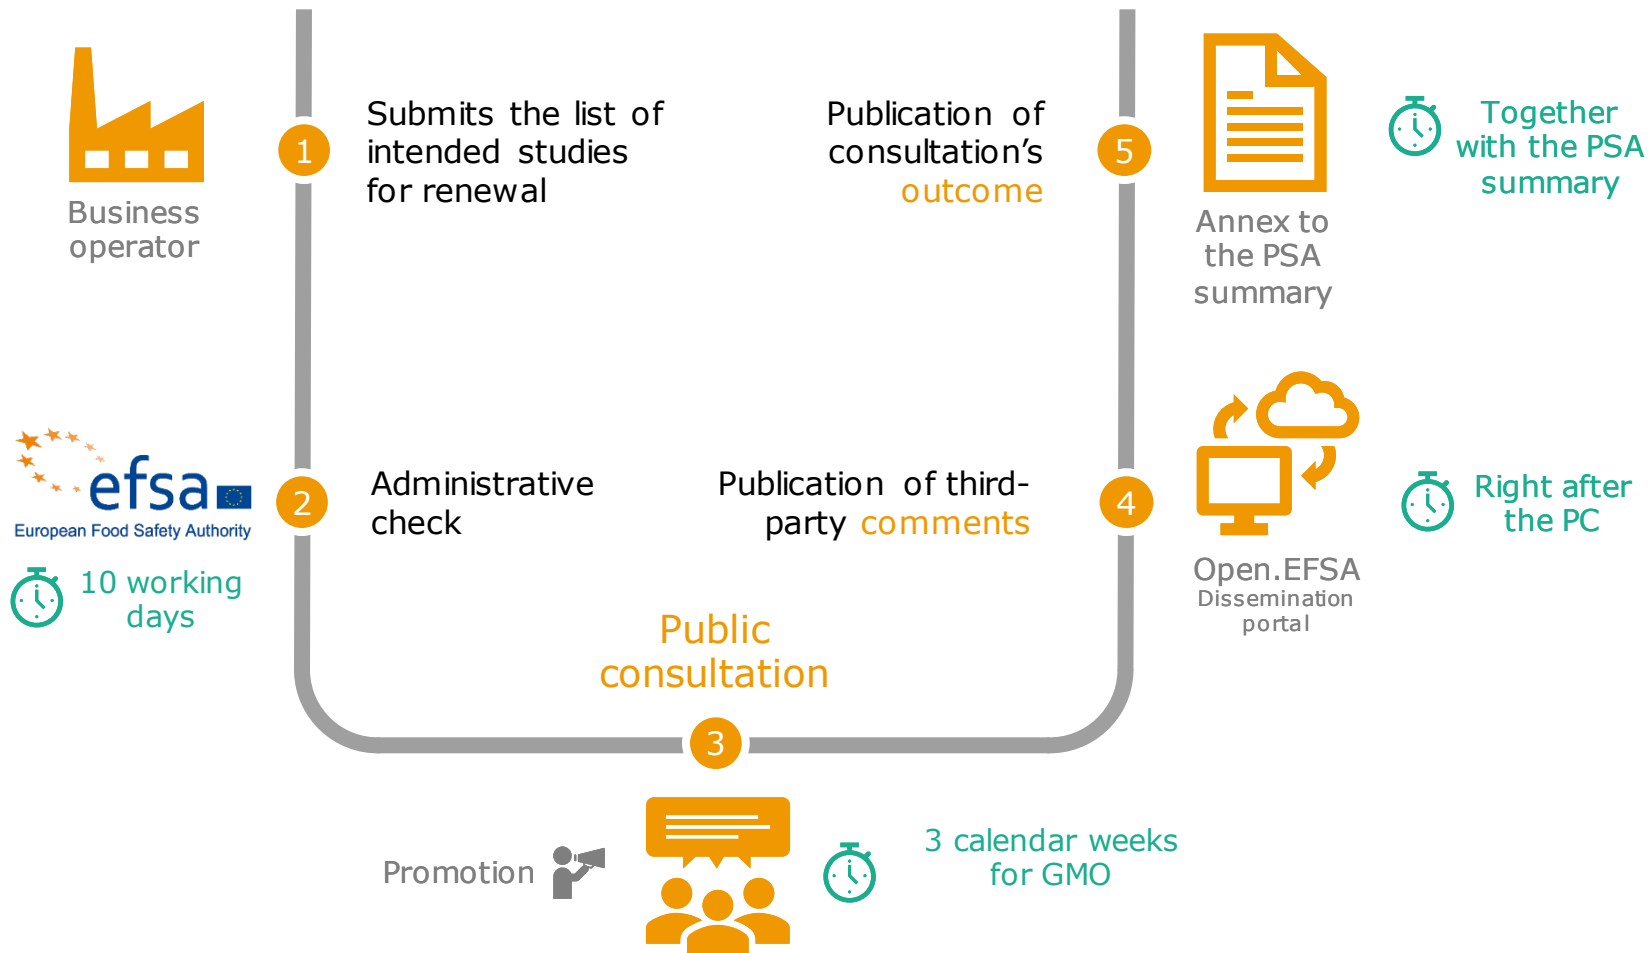 1
Submits the list of
intended studies
for renewal
Business
operator
2
Administrative
check
efsa
European Food Safety Authority
10 working
days
Public
consultation
3
Promotion
3 calendar weeks
for GMO
4
Publication of third-
party comments
Open.EFSA
Dissemination
portal
Right after
the PC
5
Publication of
consultation's
outcome
Annex to
the PSA
summary
Together
with the PSA
summary